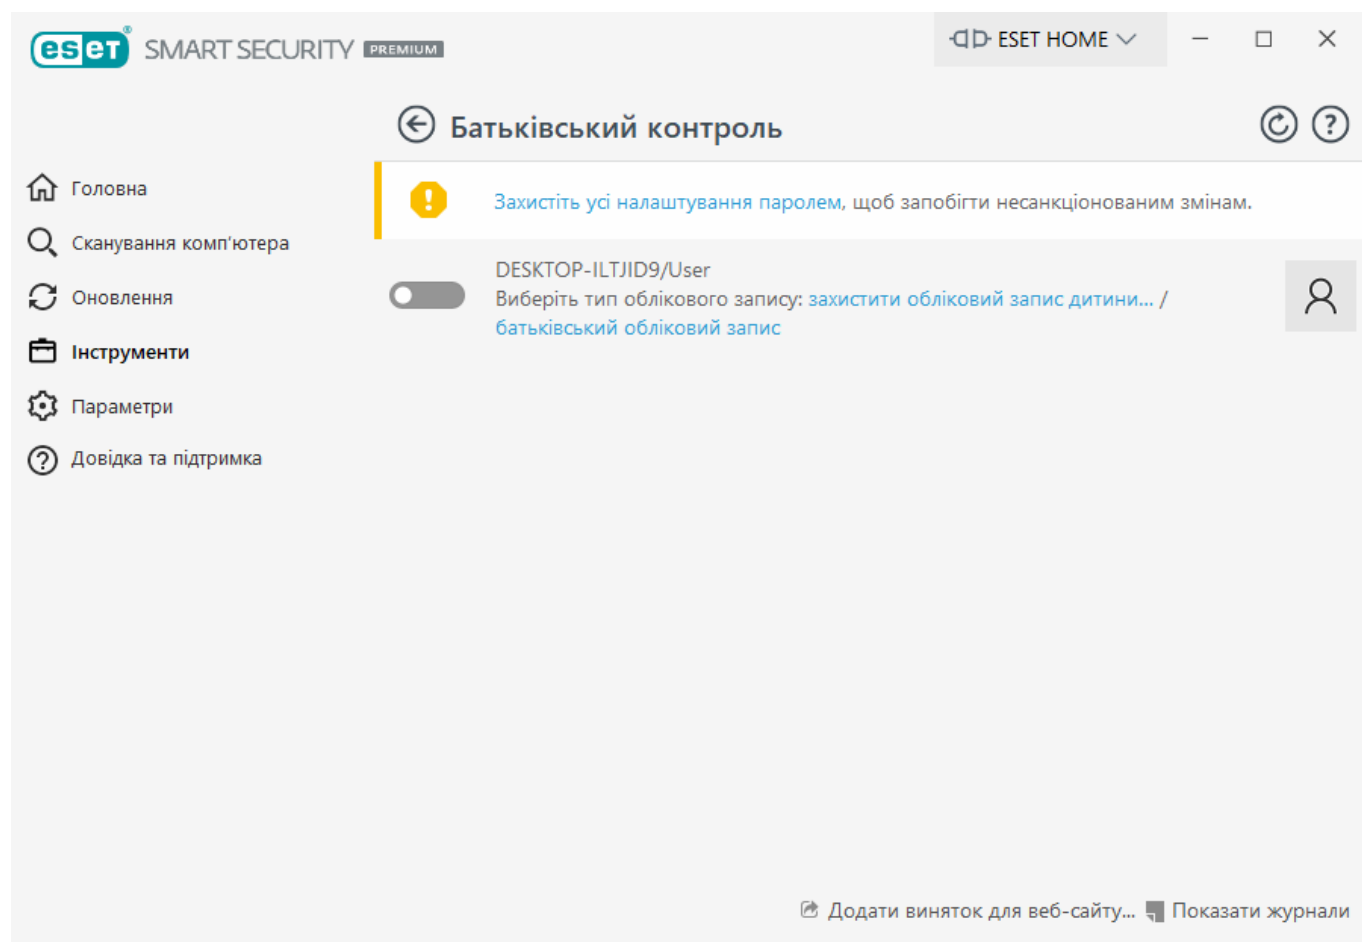 eset® SMART SECURITY PREMIUM
ESET HOME
Батьківський контроль
?
Головна
Сканування комп'ютера
Оновлення
Інструменти
Параметри
Довідка та підтримка
! Захистіть усі налаштування паролем, щоб запобігти несанкціонованим змінам.
DESKTOP-ILTJID9/User
Виберіть тип облікового запису: захистити обліковий запис дитини... /
батьківський обліковий запис
Додати виняток для веб-сайту... Показати журнали